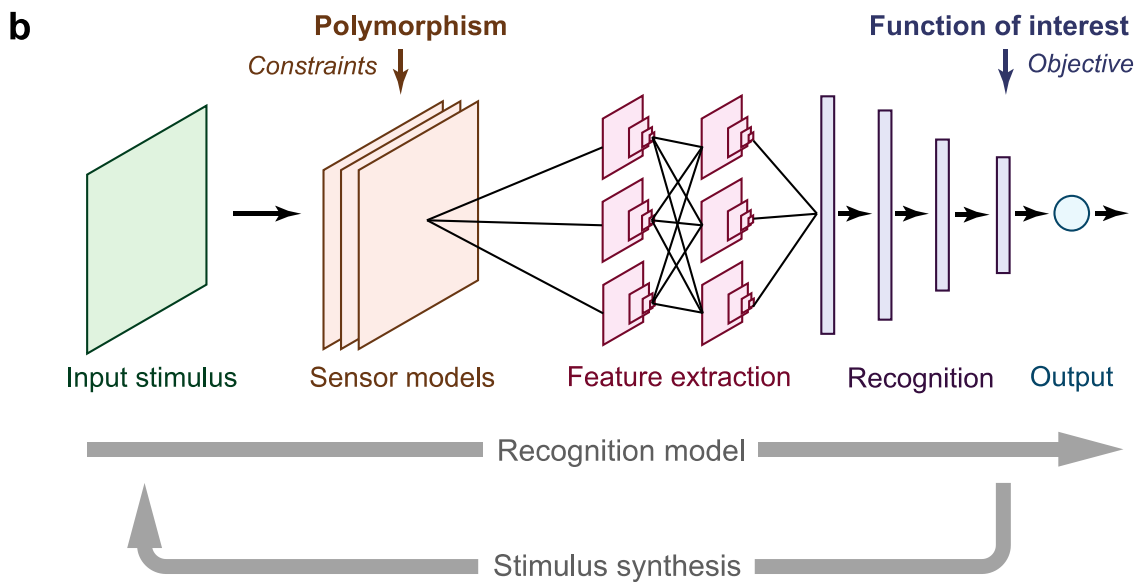 b
Polymorphism
Constraints
Function of interest
Objective
Input stimulus
Sensor models
Feature extraction
Recognition
Output
Recognition model
Stimulus synthesis